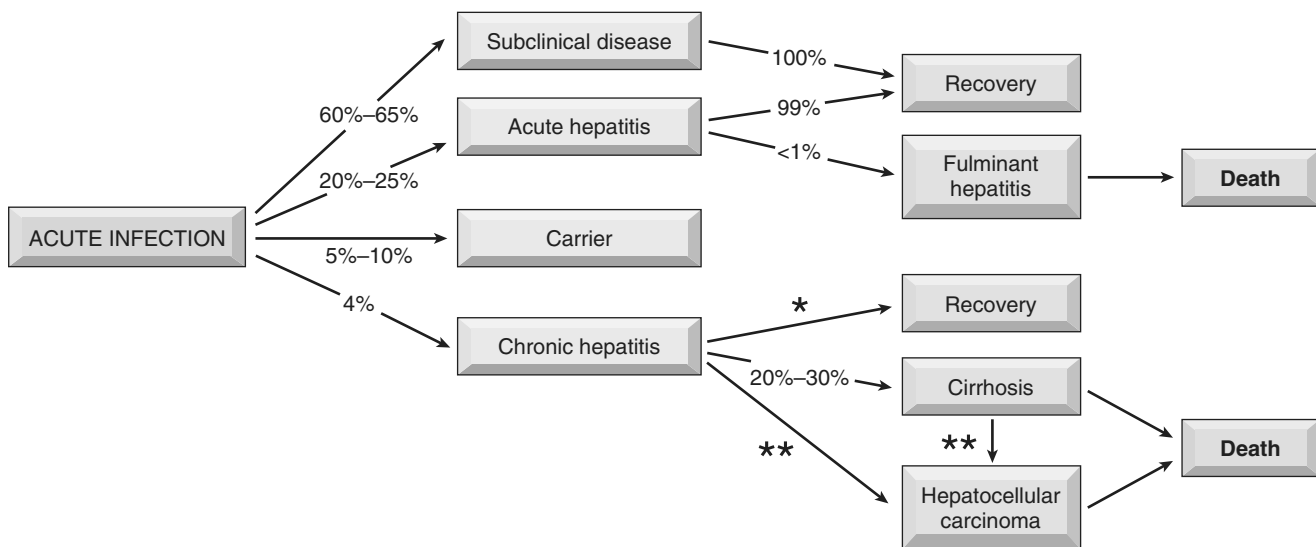 Subclinical disease
100%
Recovery
60%–65%
99%
Acute hepatitis
<1%
20%–25%
Fulminant
hepatitis
Death
ACUTE INFECTION
Carrier
5%–10%
4%
*
Recovery
Chronic hepatitis
20%–30%
Cirrhosis
**
**
Death
Hepatocellular
carcinoma